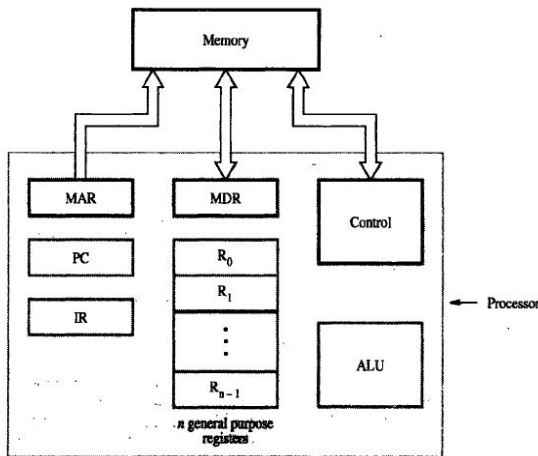 Memory
MAR
MDR
Control
PC
R0
R1
IR
Processor
ALU
Rn-1
n general purpose
registers